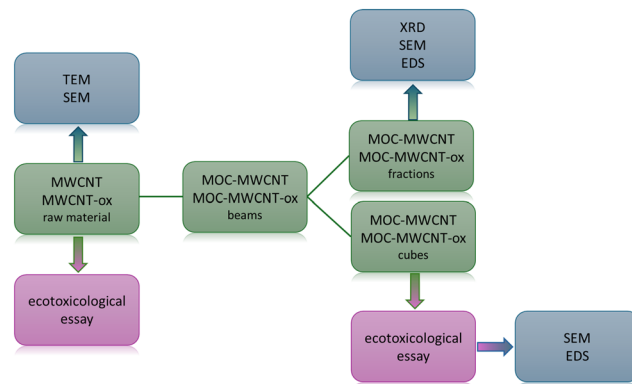 XRD
SEM
EDS
TEM
SEM
MOC-MWCNT
MOC-MWCNT-ox
fractions
MWCNT
MWCNT-ox
raw material
MOC-MWCNT
MOC-MWCNT-ox
beams
MOC-MWCNT
MOC-MWCNT-ox
cubes
ecotoxicological
essay
ecotoxicological
essay
SEM
EDS